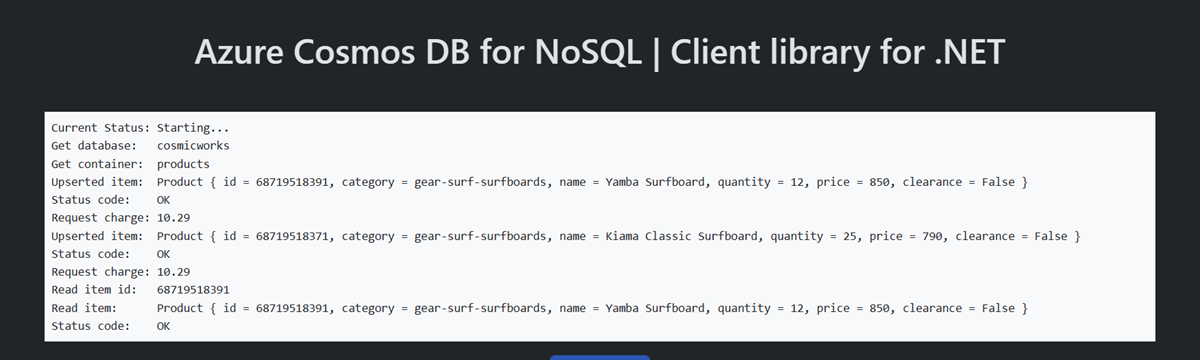 Azure Cosmos DB for NoSQL | Client library for .NET
Current Status: Starting...
Get database:   cosmicworks
Get container:  products
Upserted item:  Product { id = 68719518391, category = gear-surf-surfboards, name = Yamba Surfboard, quantity = 12, price = 850, clearance = False }
Status code:    OK
Request charge: 10.29
Upserted item:  Product { id = 68719518371, category = gear-surf-surfboards, name = Kiama Classic Surfboard, quantity = 25, price = 790, clearance = False }
Status code:    OK
Request charge: 10.29
Read item id:   68719518391
Read item:      Product { id = 68719518391, category = gear-surf-surfboards, name = Yamba Surfboard, quantity = 12, price = 850, clearance = False }
Status code:    OK